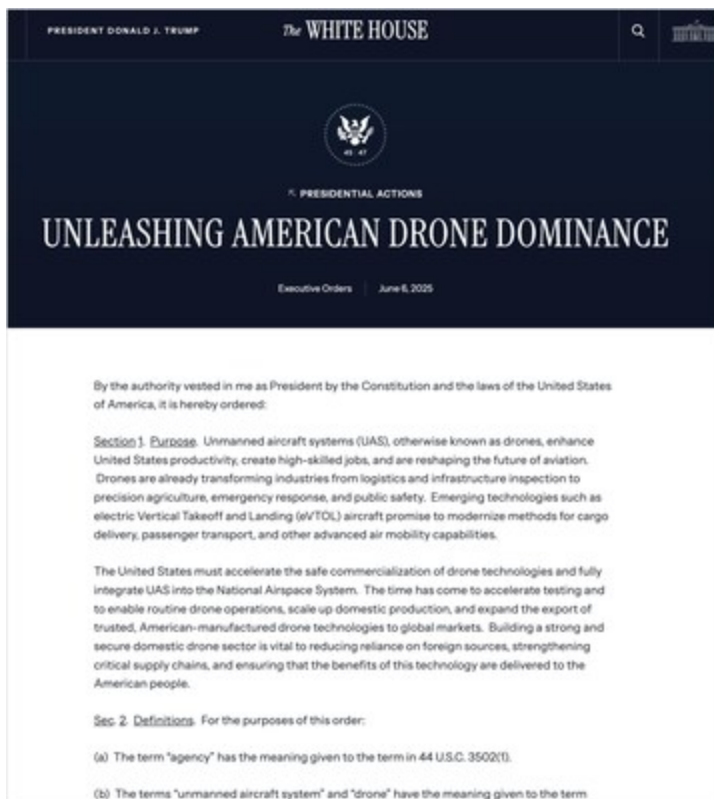 PRESIDENT DONALD J. TRUMP
The WHITE HOUSE
45 47
PRESIDENTIAL ACTIONS
UNLEASHING AMERICAN DRONE DOMINANCE
Executive Orders | June 6, 2025
By the authority vested in me as President by the Constitution and the laws of the United States
of America, it is hereby ordered:
Section 1. Purpose. Unmanned aircraft systems (UAS), otherwise known as drones, enhance
United States productivity, create high-skilled jobs, and are reshaping the future of aviation.
Drones are already transforming industries from logistics and infrastructure inspection to
precision agriculture, emergency response, and public safety. Emerging technologies such as
electric Vertical Takeoff and Landing (eVTOL) aircraft promise to modernize methods for cargo
delivery, passenger transport, and other advanced air mobility capabilities.
The United States must accelerate the safe commercialization of drone technologies and fully
integrate UAS into the National Airspace System. The time has come to accelerate testing and
to enable routine drone operations, scale up domestic production, and expand the export of
trusted, American-manufactured drone technologies to global markets. Building a strong and
secure domestic drone sector is vital to reducing reliance on foreign sources, strengthening
critical supply chains, and ensuring that the benefits of this technology are delivered to the
American people.
Sec. 2. Definitions. For the purposes of this order:
(a) The term "agency" has the meaning given to the term in 44 U.S.C. 3502(1).
(b) The terms "unmanned aircraft system" and "drone" have the meaning given to the term